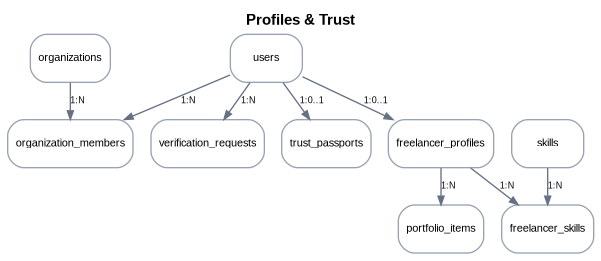 Profiles & Trust
organizations
users
1:N
1:N
1:N
1:0..1
1:0..1
organization_members
verification_requests
trust_passports
freelancer_profiles
skills
1:N
1:N
1:N
portfolio_items
freelancer_skills